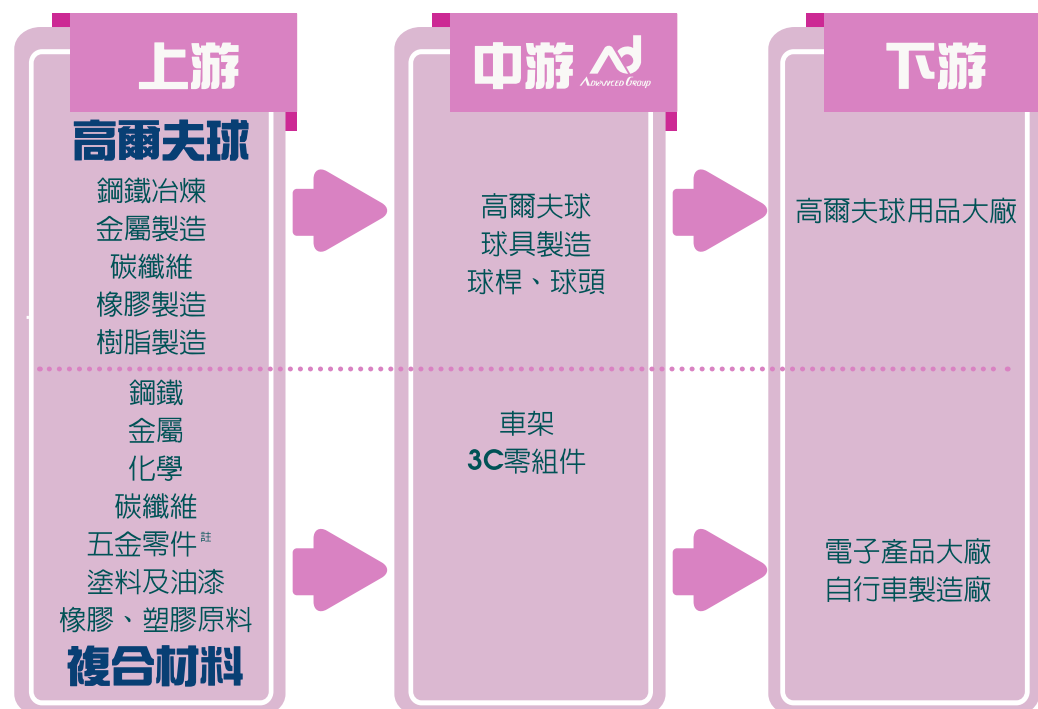 上游
高爾夫球
鋼鐵冶煉
金屬製造
碳纖維
橡膠製造
樹脂製造
鋼鐵
金屬
化學
碳纖維
五金零件註
塗料及油漆
橡膠、塑膠原料
複合材料
中游
Advanced Group
高爾夫球
球具製造
球桿、球頭
車架
3C零組件
下游
高爾夫球用品大廠
電子產品大廠
自行車製造廠